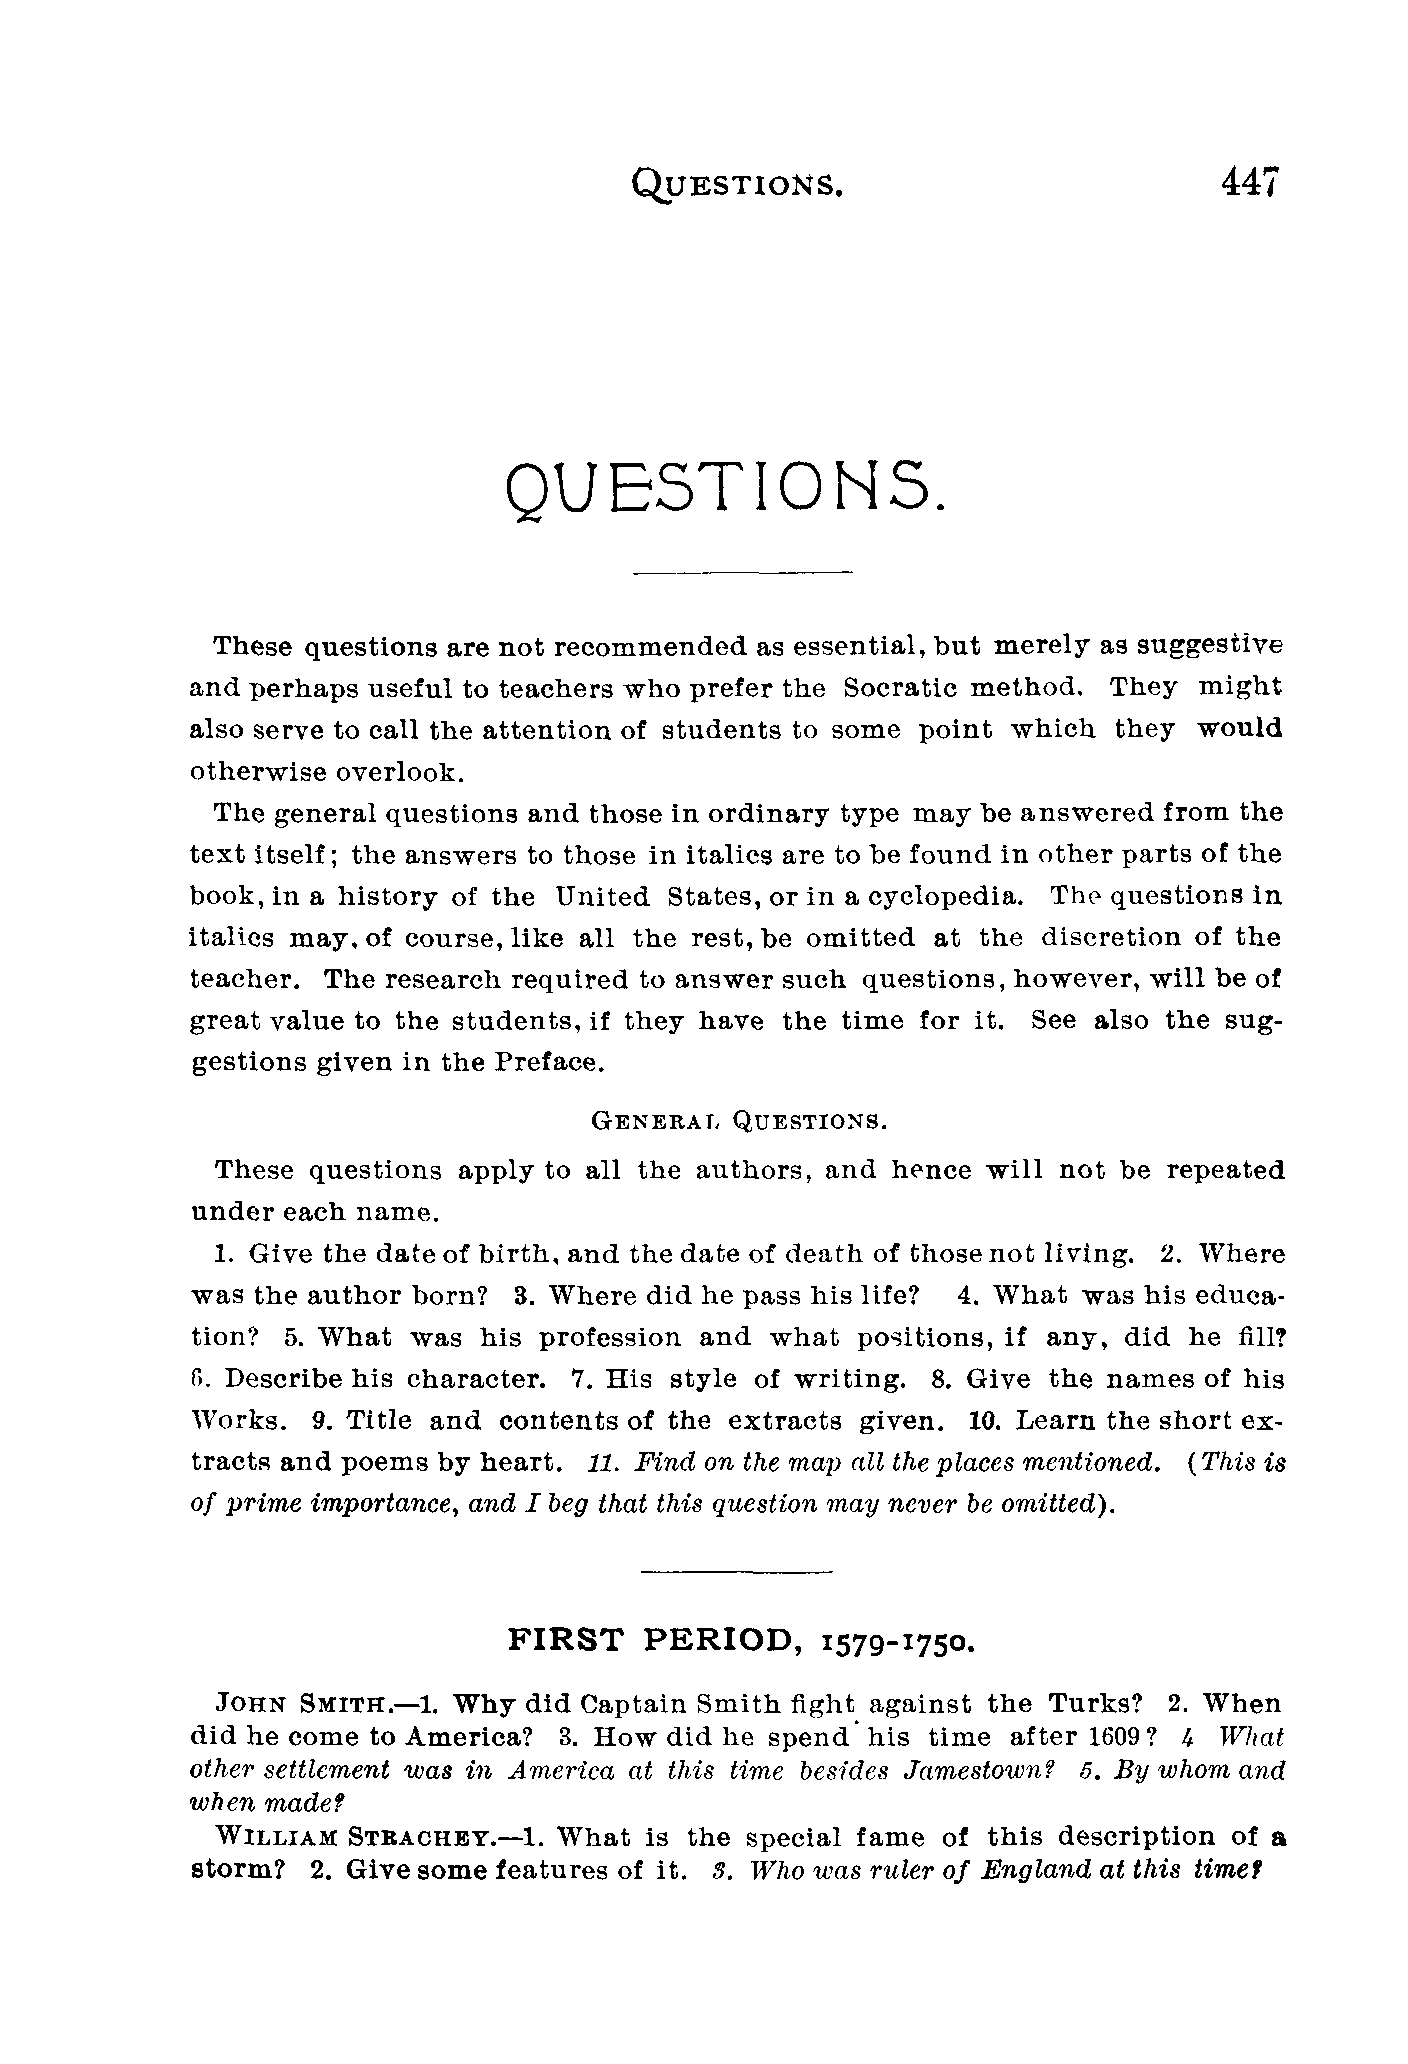 QUESTIONS. 447
QUESTIONS.
These questions are not recommended as essential, but merely as suggestive
and perhaps useful to teachers who prefer the Socratic method. They might
also serve to call the attention of students to some point which they would
otherwise overlook.
The general questions and those in ordinary type may be answered from the
text itself; the answers to those in italics are to be found in other parts of the
book, in a history of the United States, or in a cyclopedia. The questions in
italics may, of course, like all the rest, be omitted at the discretion of the
teacher. The research required to answer such questions, however, will be of
great value to the students, if they have the time for it. See also the sug-
gestions given in the Preface.
GENERAL QUESTIONS.
These questions apply to all the authors, and hence will not be repeated
under each name.
1. Give the date of birth, and the date of death of those not living. 2. Where
was the author born? 3. Where did he pass his life? 4. What was his educa-
tion? 5. What was his profession and what positions, if any, did he fill?
6. Describe his character. 7. His style of writing. 8. Give the names of his
Works. 9. Title and contents of the extracts given. 10. Learn the short ex-
tracts and poems by heart. 11. Find on the map all the places mentioned. (This is
of prime importance, and I beg that this question may never be omitted).
FIRST PERIOD, 1579-1750.
JOHN SMITH.—1. Why did Captain Smith fight against the Turks? 2. When
did he come to America? 3. How did he spend his time after 1609? 4 What
other settlement was in America at this time besides Jamestown? 5. By whom and
when made?
WILLIAM STRACHEY.—1. What is the special fame of this description of a
storm? 2. Give some features of it. 3. Who was ruler of England at this time?